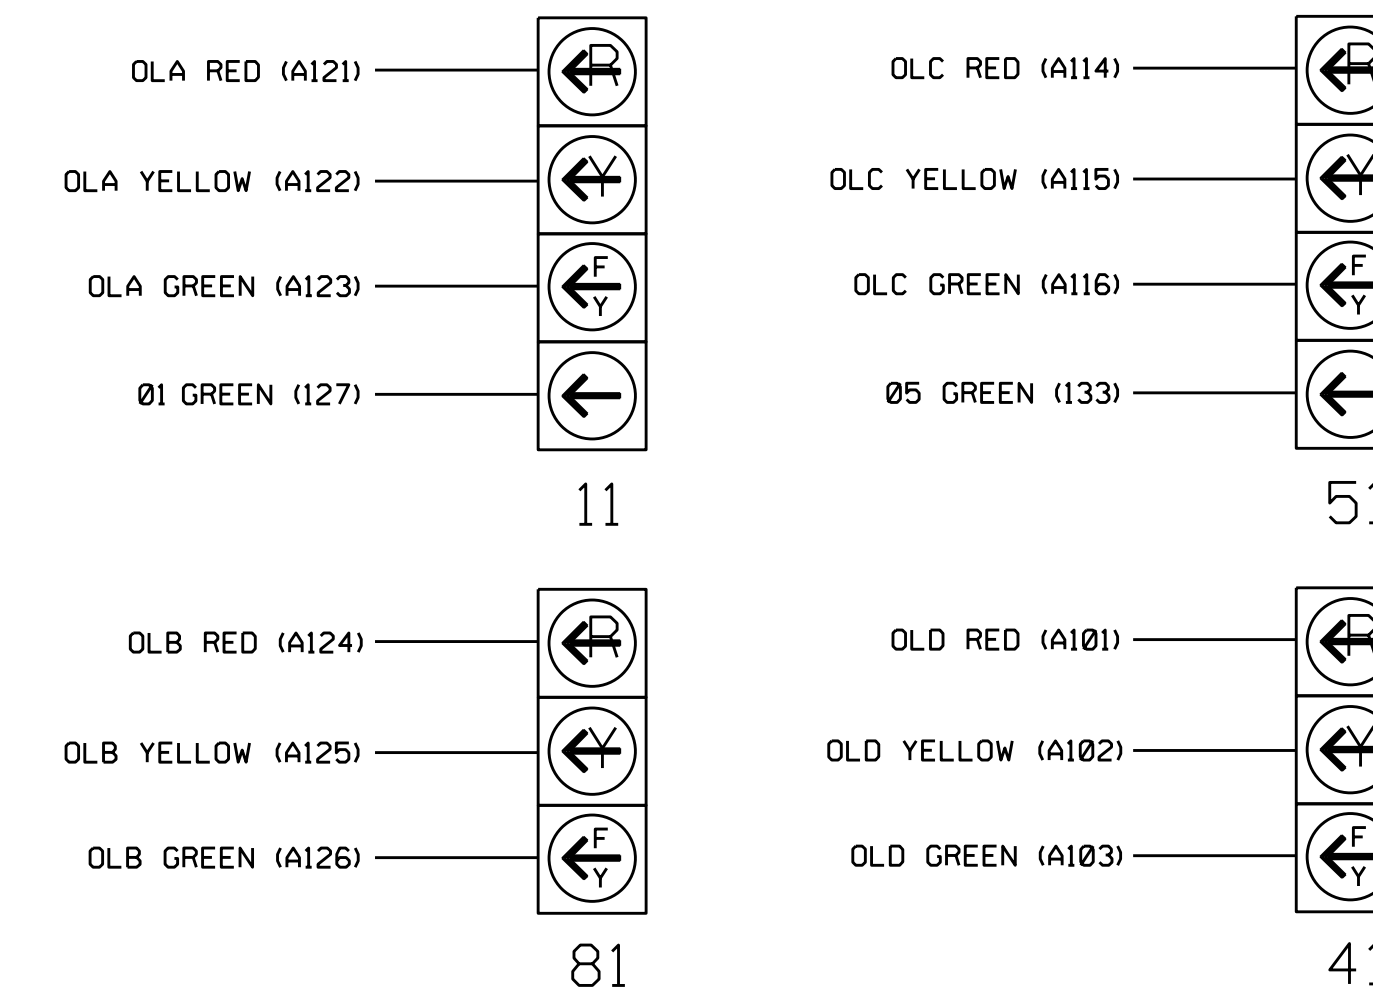 OLA RED (A121)
R
OLA YELLOW (A122)
Y
OLA GREEN (A123)
F
Y
Ø1 GREEN (127)
11
OLC RED (A114)
R
OLC YELLOW (A115)
Y
OLC GREEN (A116)
F
Y
Ø5 GREEN (133)
51
OLB RED (A124)
R
OLB YELLOW (A125)
Y
OLB GREEN (A126)
F
Y
81
OLD RED (A101)
R
OLD YELLOW (A102)
Y
OLD GREEN (A103)
F
Y
41